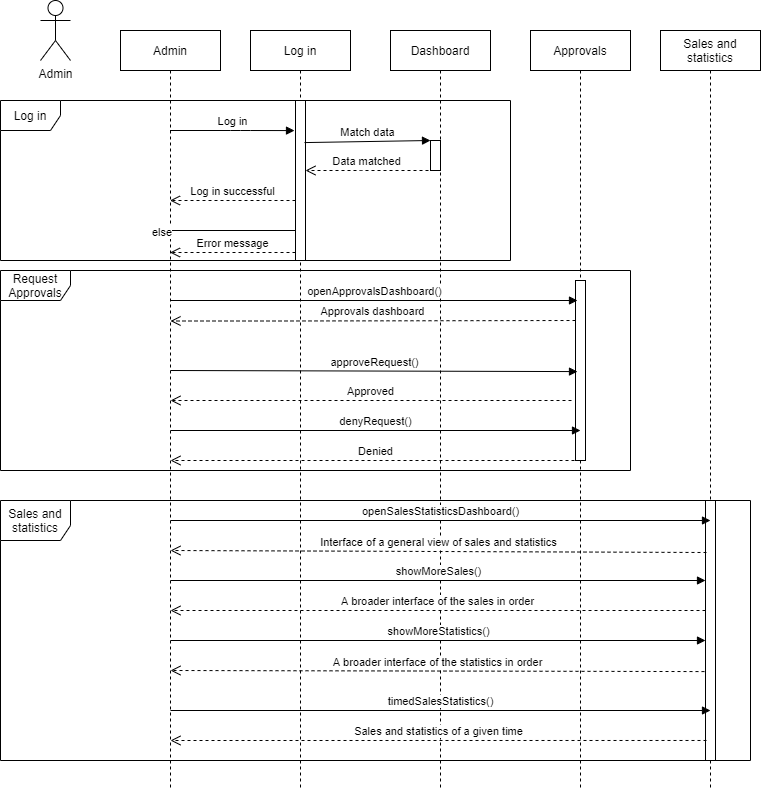 Admin
Admin
Log in
Dashboard
Approvals
Sales and
statistics
Log in
Log in
Match data
Data matched
Log in successful
else
Error message
Request
Approvals
openApprovalsDashboard()
Approvals dashboard
approveRequest()
Approved
denyRequest()
Denied
Sales and
statistics
openSalesStatisticsDashboard()
Interface of a general view of sales and statistics
showMoreSales()
A broader interface of the sales in order
showMoreStatistics()
A broader interface of the statistics in order
timedSalesStatistics()
Sales and statistics of a given time